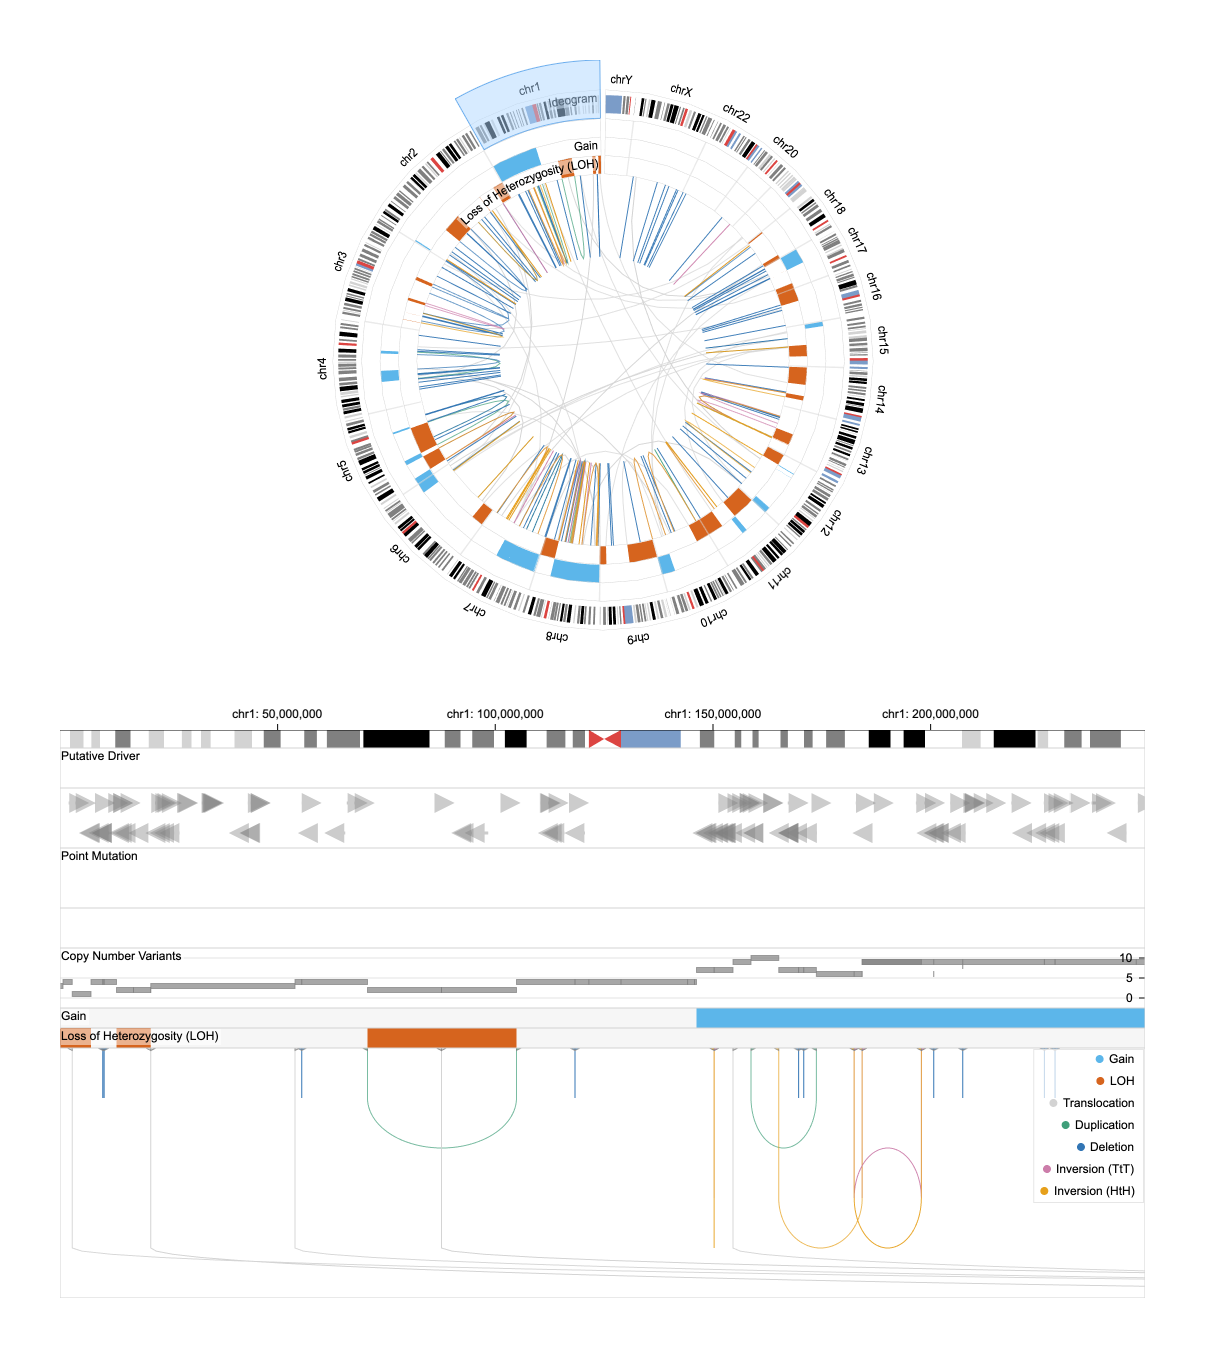 chr1
Ideogram
chrY
chrX
chr22
chr20
chr18
chr17
chr16
chr15
chr14
chr13
chr12
chr11
chr10
chr9
chr8
chr7
chr6
chr5
chr4
chr3
chr2
Gain
Loss of Heterozygosity (LOH)
chr1: 50,000,000
chr1: 100,000,000
chr1: 150,000,000
chr1: 200,000,000
Putative Driver
Point Mutation
Copy Number Variants
10
5
0
Gain
Loss of Heterozygosity (LOH)
Gain
LOH
Translocation
Duplication
Deletion
Inversion (TtT)
Inversion (HtH)